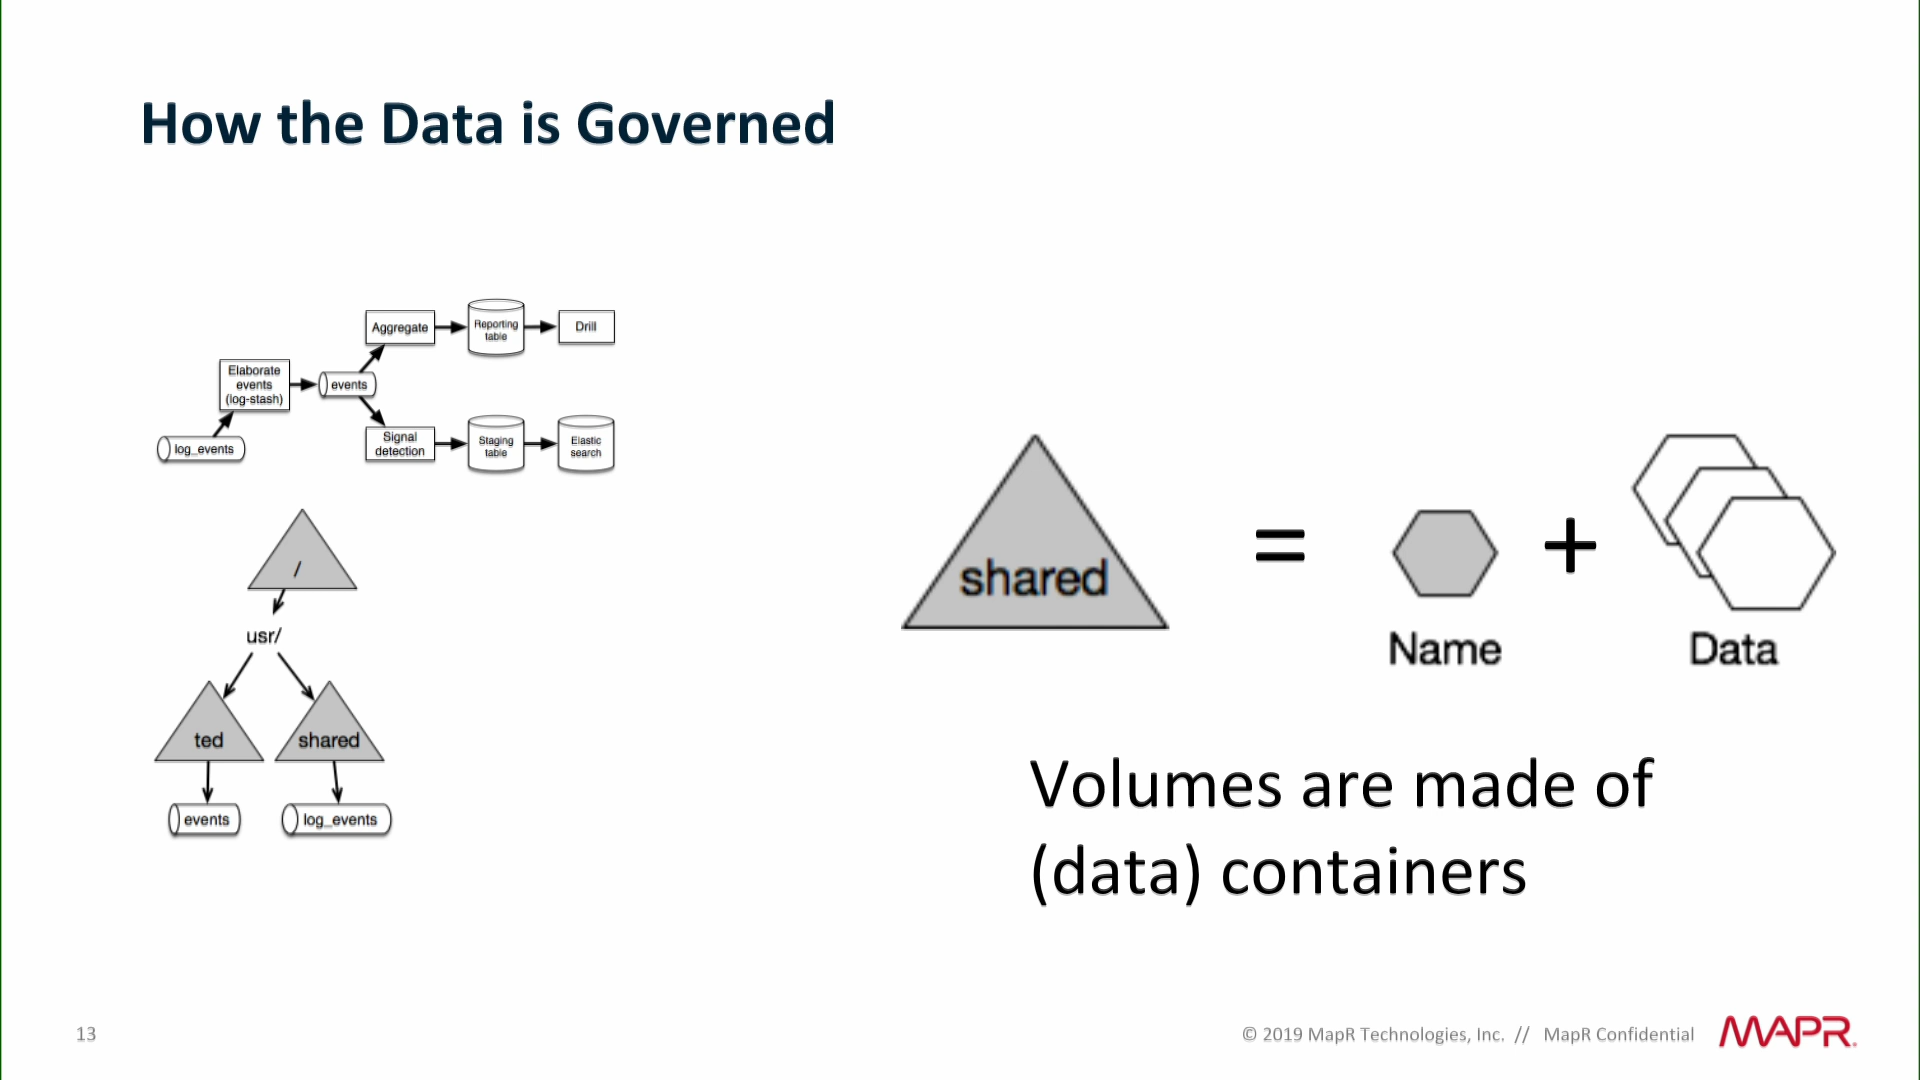 How the Data is Governed
Aggregate
Reporting
table
Drill
Elaborate
events
(log-stash)
events
log_events
Signal
detection
Staging
table
Elastic
search
/
usr/
ted
shared
events
log_events
shared
=
+
Name
Data
Volumes are made of
(data) containers
13
© 2019 MapR Technologies, Inc. // MapR Confidential
MAPR.